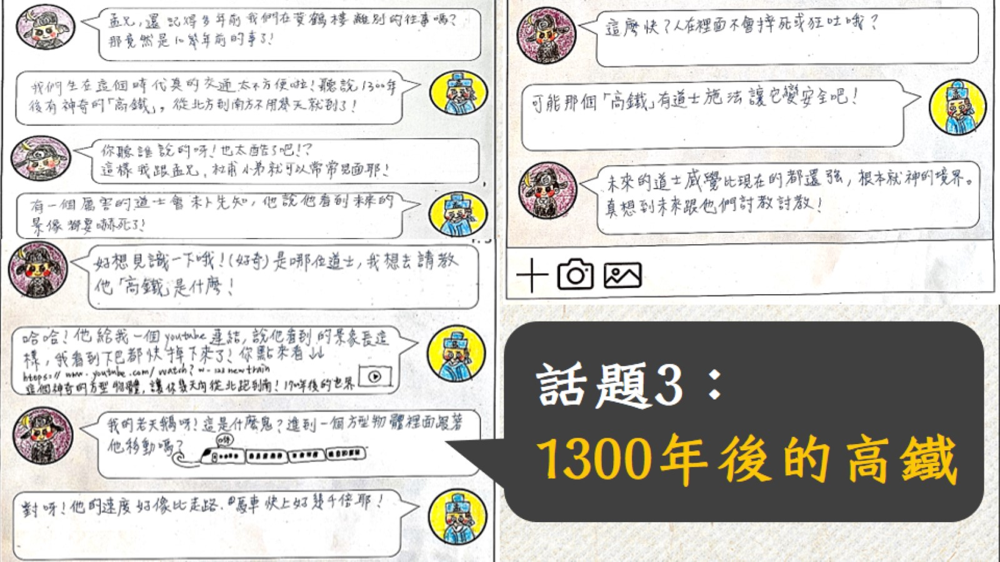 孟兄，還記得多年前我們在黃鶴樓離別的往事嗎？
那竟然是10幾年前的事了！
我們生在這個時代真的交通太不方便啦！聽說1300年
後有神奇的「高鐵」，從北方到南方不用幾天就到了！
你聽誰說的呀！也太酷了吧！？
這樣我跟孟兄、杜甫小弟就可以常常見面耶！
有一個厲害的道士會未卜先知，他說他看到未來的
景像都要嚇死了！
好想見識一下哦！(好奇)是哪位道士，我想去請教
他「高鐵」是什麼！
哈哈！他給我一個youtube連結，說他看到的景象長這
樣，我看到下巴都快掉下來了！你點來看↓↓
https://www.youtube.com/watch?w-123newtrain
這個神奇的方型物體，讓你幾天內從北跑到南！1700年後的世界
我的老天鵝呀！這是什麼鬼？進到一個方型物體裡面跟著
他移動嗎？
對呀！他的速度好像比走路、馬車快上好幾千倍耶！
這麼快？人在裡面不會摔死或狂吐哦？
可能那個「高鐵」有道士施法讓它變安全吧！
未來的道士感覺比現在的都還強，根本就神的境界。
真想到未來跟他們討教討教！
話題3：
1300年後的高鐵